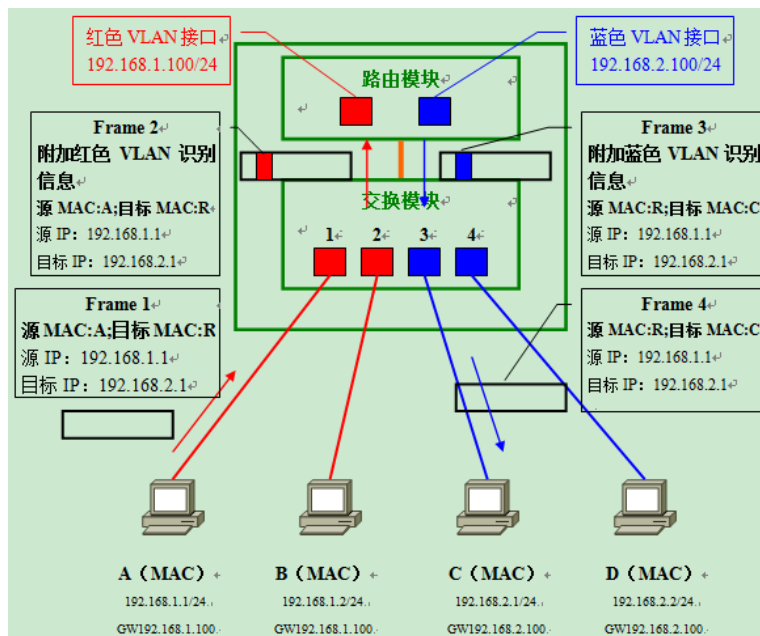 红色 VLAN 接口
192.168.1.100/24
蓝色 VLAN 接口
192.168.2.100/24
路由模块
Frame 2
附加红色 VLAN 识别
信息
源 MAC:A;目标 MAC:R
源 IP：192.168.1.1
目标 IP：192.168.2.1
Frame 3
附加蓝色 VLAN 识别
信息
源 MAC:R;目标 MAC:C
源 IP：192.168.1.1
目标 IP：192.168.2.1
交换模块
1
2
3
4
Frame 1
源 MAC:A;目标 MAC:R
源 IP：192.168.1.1
目标 IP：192.168.2.1
Frame 4
源 MAC:R;目标 MAC:C
源 IP：192.168.1.1
目标 IP：192.168.2.1
A（MAC）
192.168.1.1/24
GW192.168.1.100
B（MAC）
192.168.1.2/24
GW192.168.1.100
C（MAC）
192.168.2.1/24
GW192.168.2.100
D（MAC）
192.168.2.2/24
GW192.168.2.100